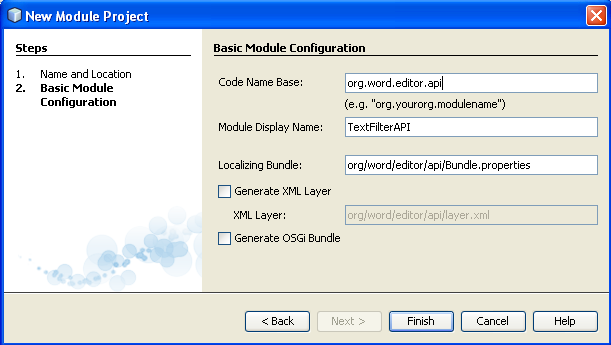 New Module Project
Steps
1. Name and Location
2. Basic Module
Configuration
Basic Module Configuration
Code Name Base: org.word.editor.api
(e.g. "org.yourorg.modulename")
Module Display Name: TextFilterAPI
Localizing Bundle: org/word/editor/api/Bundle.properties
Generate XML Layer
XML Layer: org/word/editor/api/layer.xml
Generate OSGi Bundle
< Back Next > Finish Cancel Help